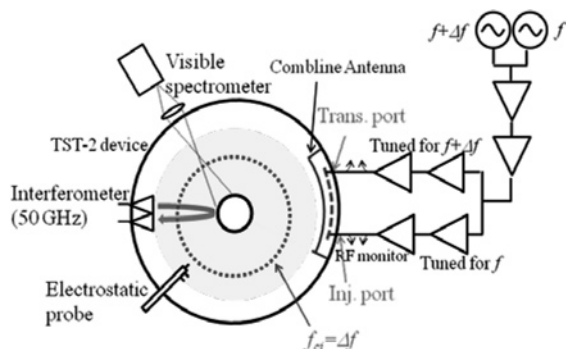 f+Δf
f
Visible
spectrometer
Combline Antenna
Trans. port
TST-2 device
Tuned for f+Δf
Interferometer
(50 GHz)
RF monitor
Tuned for f
Inj. port
Electrostatic
probe
fci=Δf